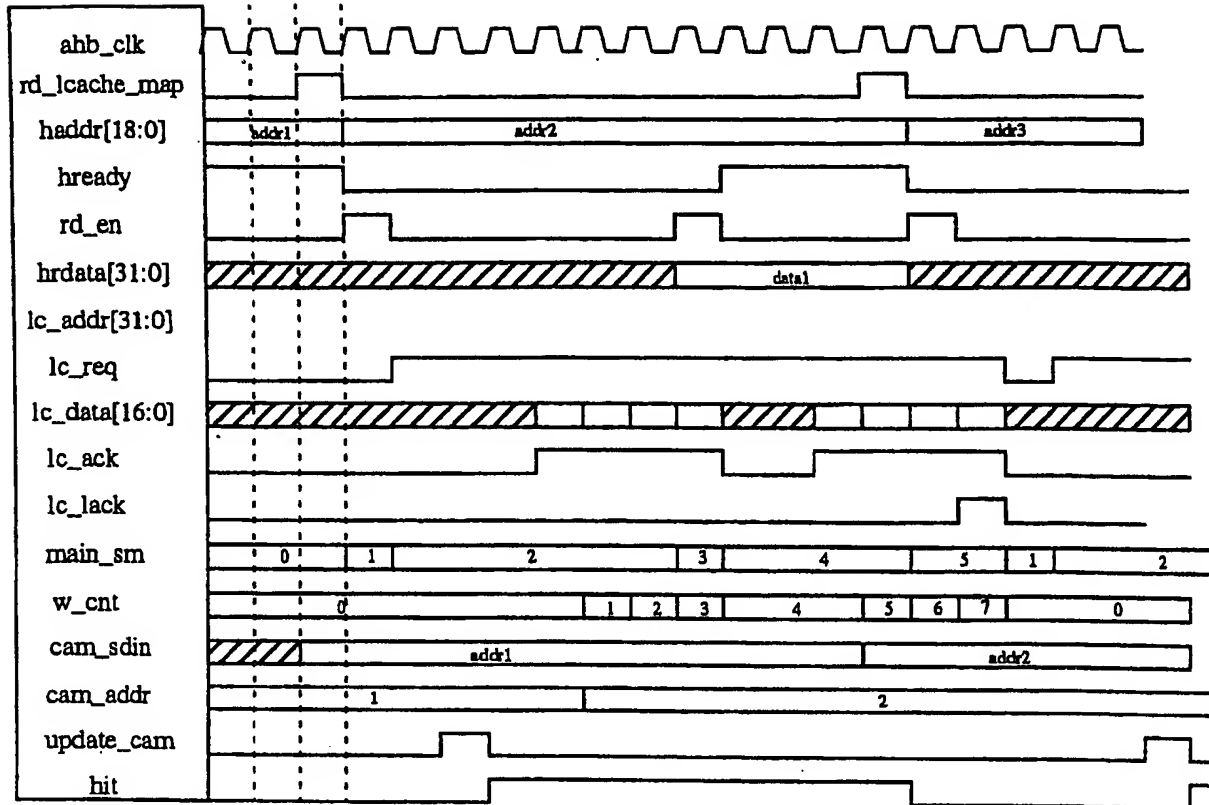 ahb_clk
rd_lcache_map
haddr[18:0] addr1 addr2 addr3
hready
rd_en
hrdata[31:0] data1
lc_addr[31:0]
lc_req
lc_data[16:0]
lc_ack
lc_lack
main_sm 0 1 2 3 4 5 1 2
w_cnt 0 1 2 3 4 5 6 7 0
cam_sdin addr1 addr2
cam_addr 1 2
update_cam
hit